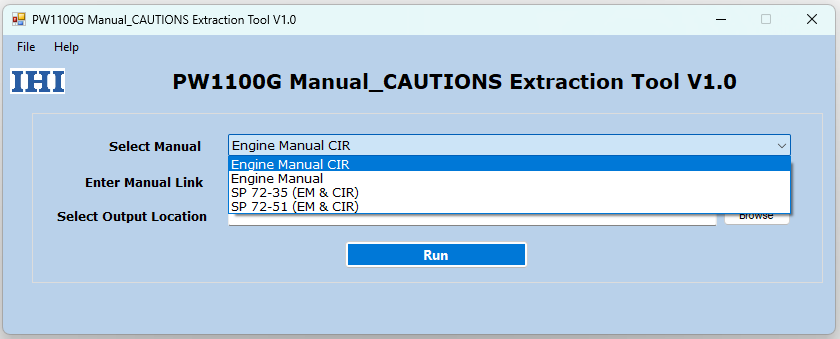 PW1100G Manual_CAUTIONS Extraction Tool V1.0
File Help
IHI
PW1100G Manual_CAUTIONS Extraction Tool V1.0
Select Manual
Engine Manual CIR
Engine Manual CIR
Engine Manual
SP 72-35 (EM & CIR)
SP 72-51 (EM & CIR)
Enter Manual Link
Select Output Location
Browse
Run